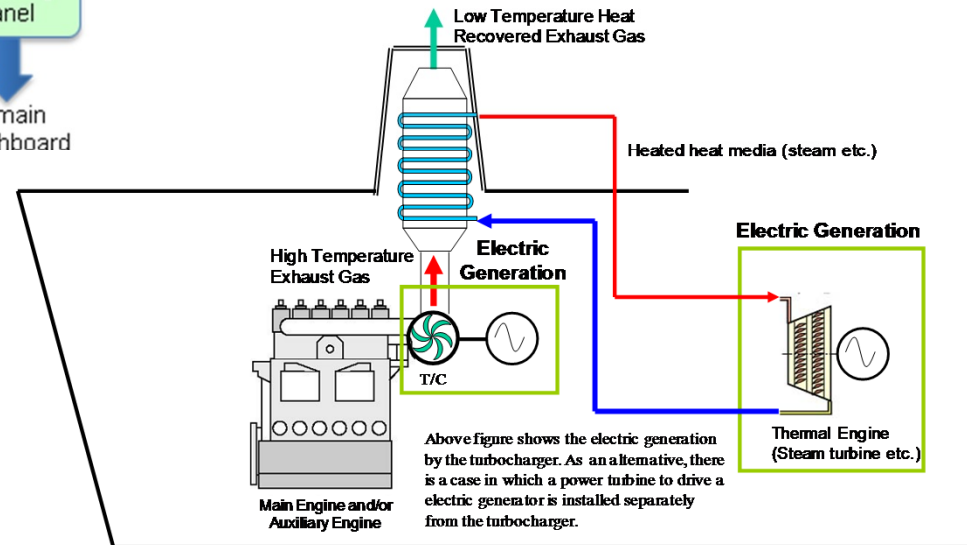 Low Temperature Heat
Recovered Exhaust Gas
main
Heated heat media (steam etc.)
Electric Generation
High Temperature
Exhaust Gas
Electric
Generation
T/C
Thermal Engine
(Steam turbine etc.)
Above figure shows the electric generation
by the turbocharger. As an alternative, there
is a case in which a power turbine to drive a
electric generator is installed separately
from the turbocharger.
Main Engine and/or
Auxiliary Engine